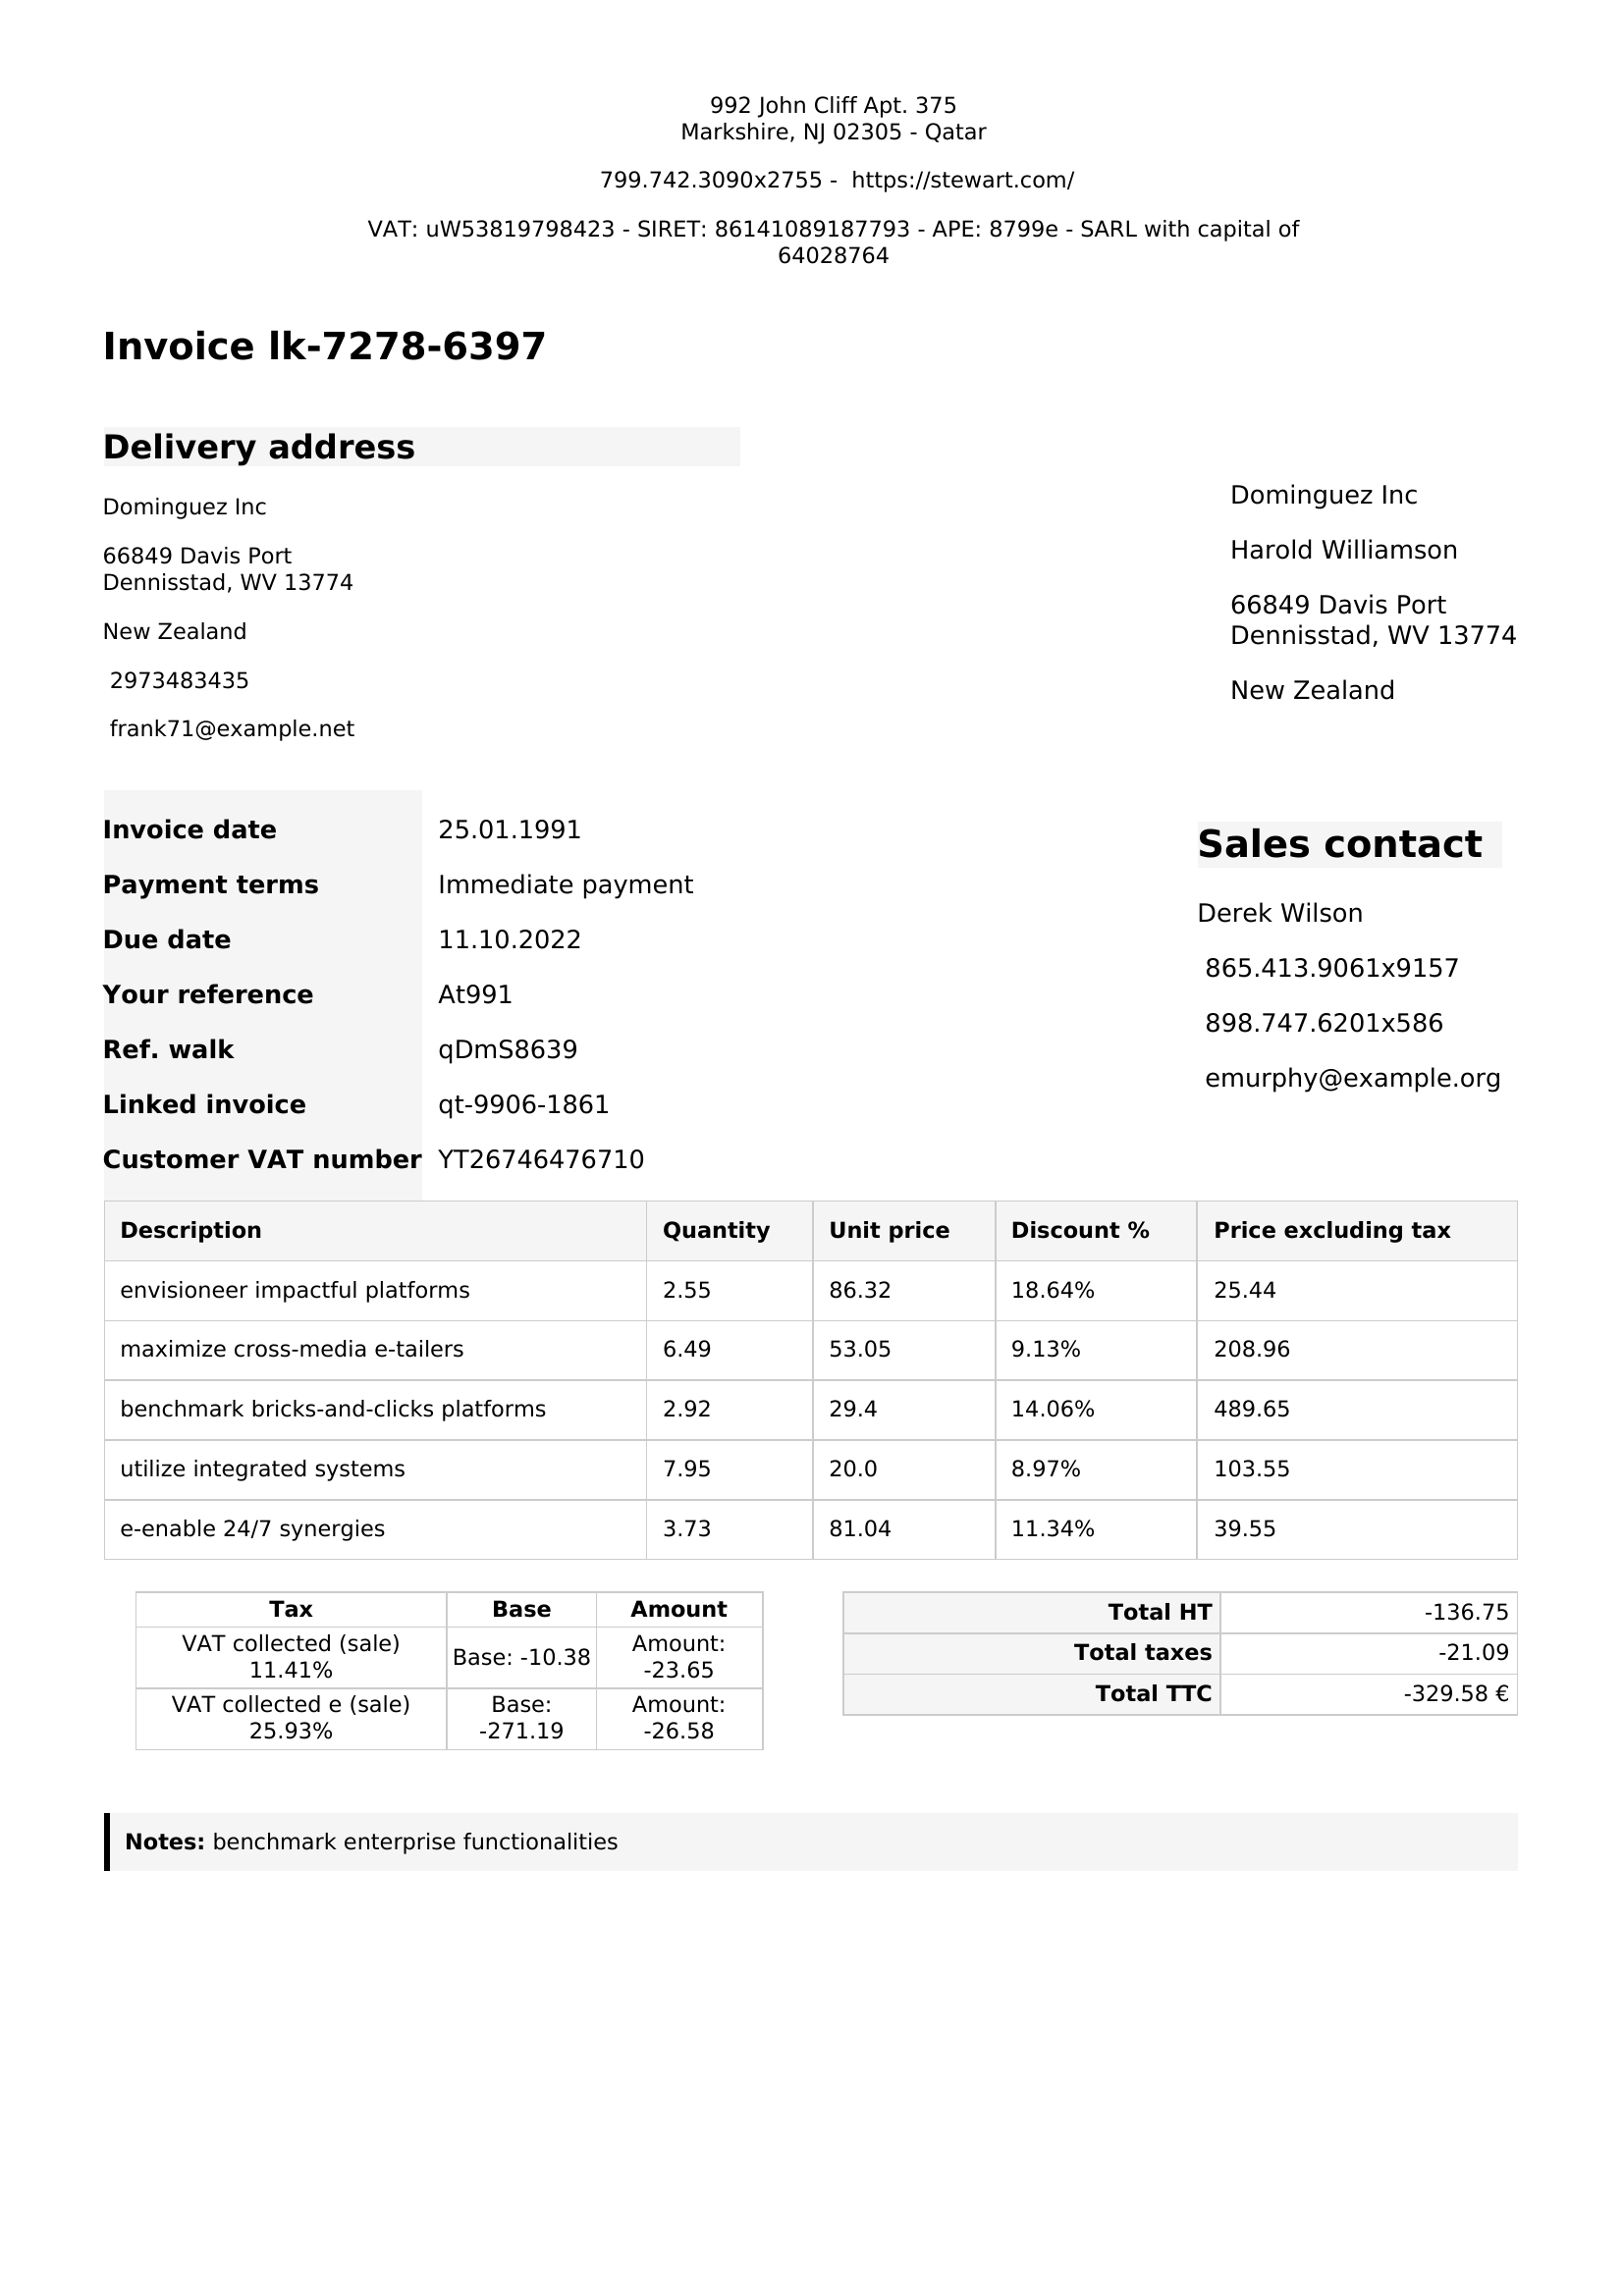 992 John Cliff Apt. 375
Markshire, NJ 02305 - Qatar
799.742.3090x2755 - https://stewart.com/
VAT: uW53819798423 - SIRET: 86141089187793 - APE: 8799e - SARL with capital of
64028764
Invoice lk-7278-6397
Delivery address
Dominguez Inc
66849 Davis Port
Dennisstad, WV 13774
New Zealand
2973483435
frank71@example.net
Dominguez Inc
Harold Williamson
66849 Davis Port
Dennisstad, WV 13774
New Zealand
Invoice date 25.01.1991
Payment terms Immediate payment
Due date 11.10.2022
Your reference At991
Ref. walk qDmS8639
Linked invoice qt-9906-1861
Customer VAT number YT26746476710
Sales contact
Derek Wilson
865.413.9061x9157
898.747.6201x586
emurphy@example.org
Description Quantity Unit price Discount % Price excluding tax
envisioneer impactful platforms 2.55 86.32 18.64% 25.44
maximize cross-media e-tailers 6.49 53.05 9.13% 208.96
benchmark bricks-and-clicks platforms 2.92 29.4 14.06% 489.65
utilize integrated systems 7.95 20.0 8.97% 103.55
e-enable 24/7 synergies 3.73 81.04 11.34% 39.55
Tax Base Amount
VAT collected (sale) 11.41% Base: -10.38 Amount: -23.65
VAT collected e (sale) 25.93% Base: -271.19 Amount: -26.58
Total HT -136.75
Total taxes -21.09
Total TTC -329.58 €
Notes: benchmark enterprise functionalities